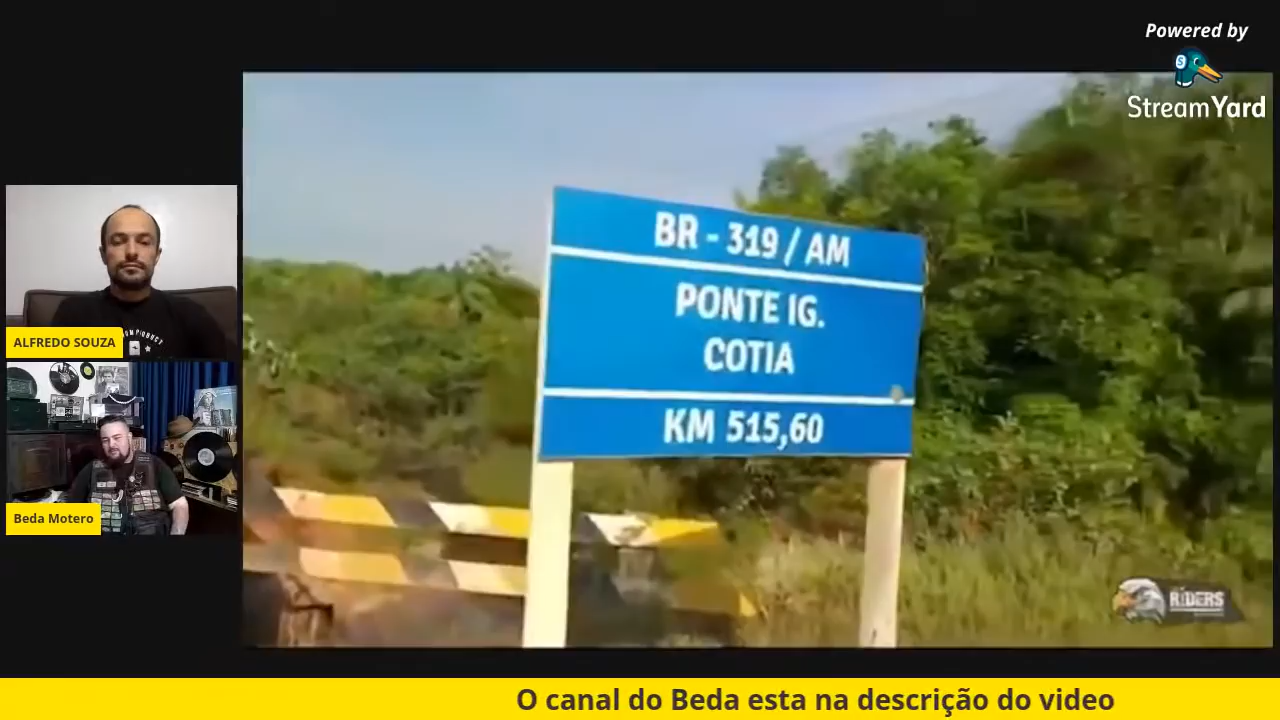 Powered by
StreamYard
BR - 319 / AM
PONTE IG.
COTIA
KM 515,60
ALFREDO SOUZA
Beda Motero
RIDERS
O canal do Beda esta na descrição do video